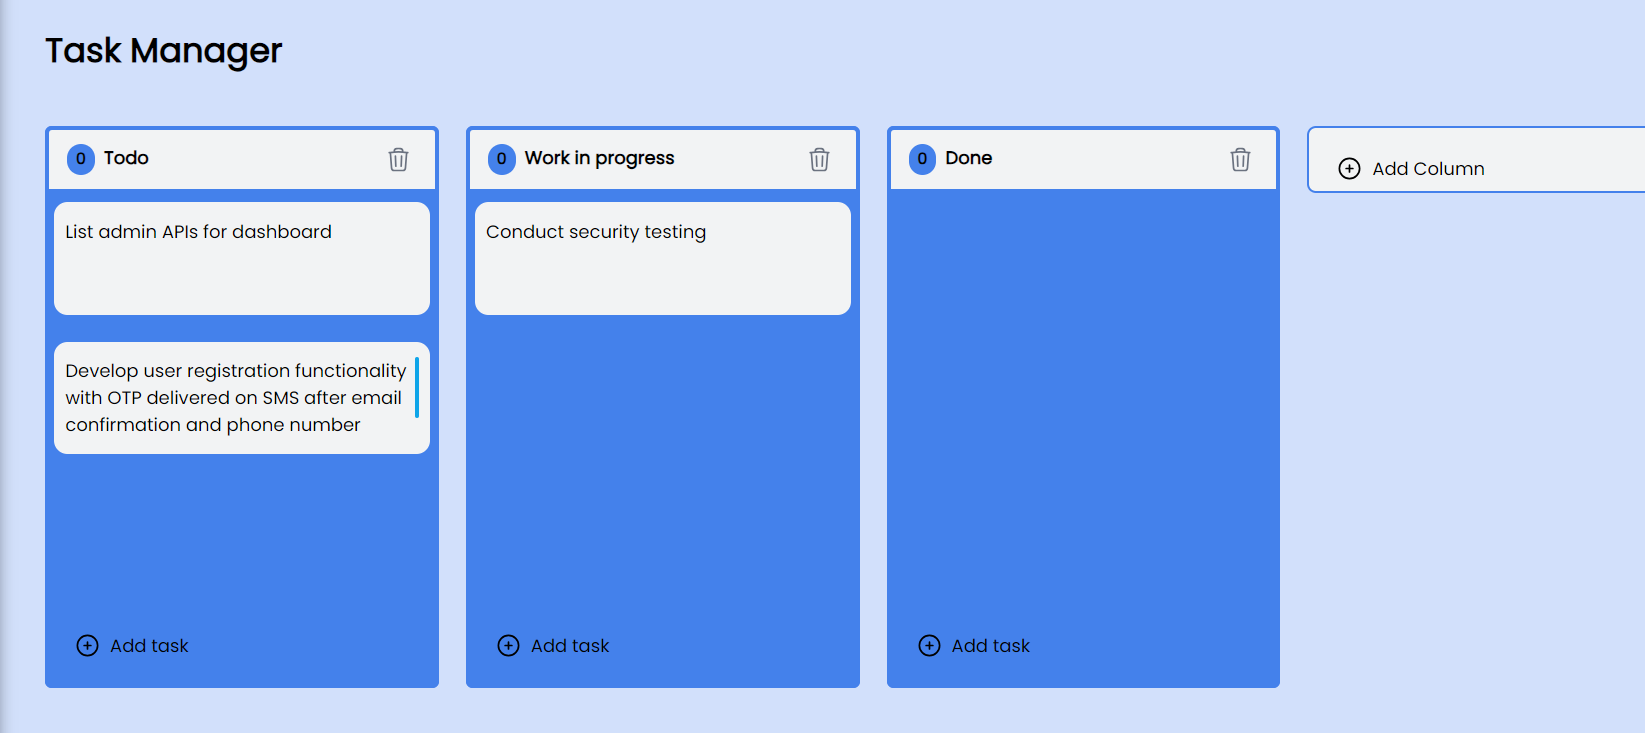 Task Manager
0 Todo
List admin APIs for dashboard
Develop user registration functionality
with OTP delivered on SMS after email
confirmation and phone number
Add task
0 Work in progress
Conduct security testing
Add task
0 Done
Add task
Add Column